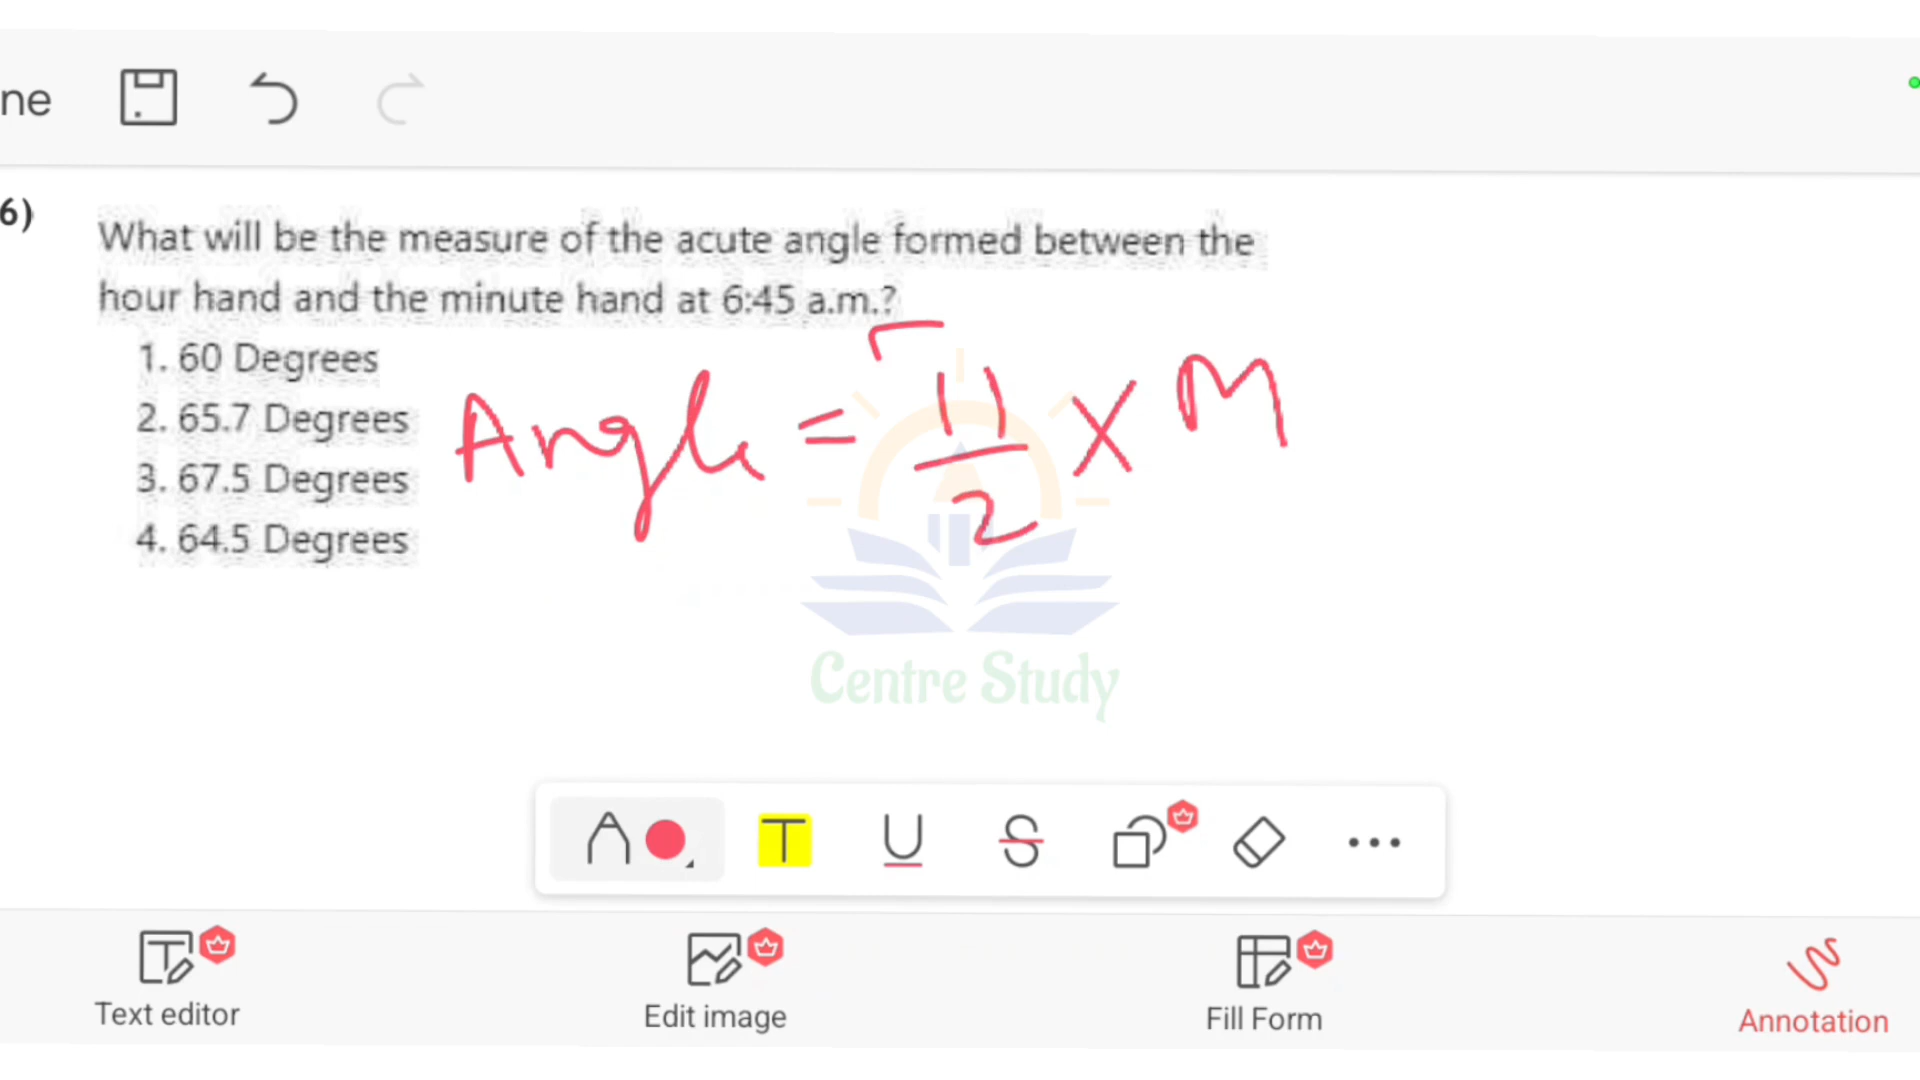 ne
6)
What will be the measure of the acute angle formed between the
hour hand and the minute hand at 6:45 a.m.?
1. 60 Degrees
2. 65.7 Degrees
3. 67.5 Degrees
4. 64.5 Degrees
Angle = 11/2 × M
Centre Study
Text editor
Edit image
Fill Form
Annotation